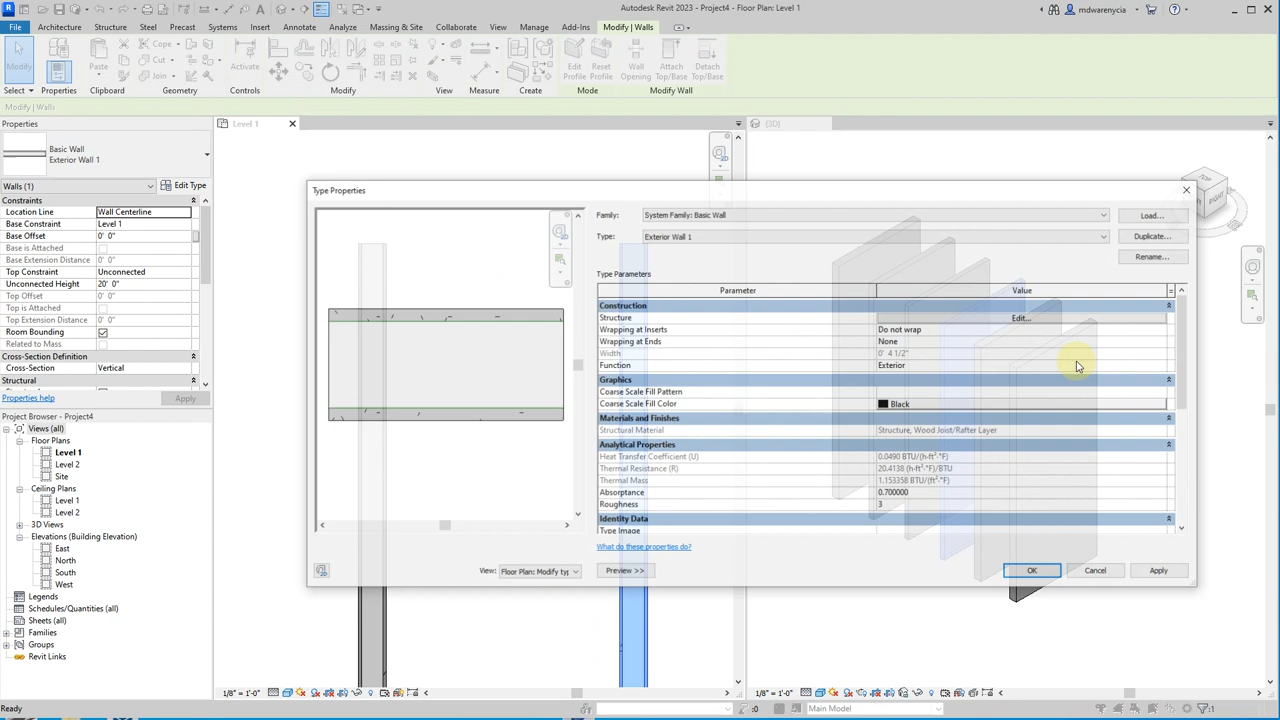 Autodesk Revit 2023 - Project4 - Floor Plan: Level 1
mdwarenycia
File Architecture Structure Steel Precast Systems Insert Annotate Analyze Massing & Site Collaborate View Manage Add-Ins Modify | Walls
Modify
Paste
Cope
Cut
Join
Activate
Edit Profile
Reset Profile
Wall Opening
Attach Top/Base
Detach Top/Base
Select Properties Clipboard Geometry Controls Modify View Measure Create Mode Modify Wall
Modify | Walls
Properties
Basic Wall
Exterior Wall 1
Walls (1) Edit Type
Constraints
Location Line Wall Centerline
Base Constraint Level 1
Base Offset 0' 0"
Base is Attached
Base Extension Distance 0' 0"
Top Constraint Unconnected
Unconnected Height 20' 0"
Top Offset 0' 0"
Top is Attached
Top Extension Distance 0' 0"
Room Bounding
Related to Mass
Cross-Section Definition
Cross-Section Vertical
Structural
Properties help Apply
Project Browser - Project4
Views (all)
Floor Plans
Level 1
Level 2
Site
Ceiling Plans
Level 1
Level 2
3D Views
Elevations (Building Elevation)
East
North
South
West
Legends
Schedules/Quantities (all)
Sheets (all)
Families
Groups
Revit Links
Level 1
{3D}
TOP
RIGHT
Type Properties
Family: System Family: Basic Wall Load...
Type: Exterior Wall 1 Duplicate...
Rename...
Type Parameters
Parameter Value =
Construction
Structure Edit...
Wrapping at Inserts Do not wrap
Wrapping at Ends None
Width 0' 4 1/2"
Function Exterior
Graphics
Coarse Scale Fill Pattern
Coarse Scale Fill Color Black
Materials and Finishes
Structural Material Structure, Wood Joist/Rafter Layer
Analytical Properties
Heat Transfer Coefficient (U) 0.0490 BTU/(h·ft²·°F)
Thermal Resistance (R) 20.4138 (h·ft²·°F)/BTU
Thermal Mass 1.153358 BTU/(ft²·°F)
Absorptance 0.700000
Roughness 3
Identity Data
Type Image
What do these properties do?
View: Floor Plan: Modify typ Preview >> OK Cancel Apply
1/8" = 1'-0" 1/8" = 1'-0"
Ready :0 Main Model :1